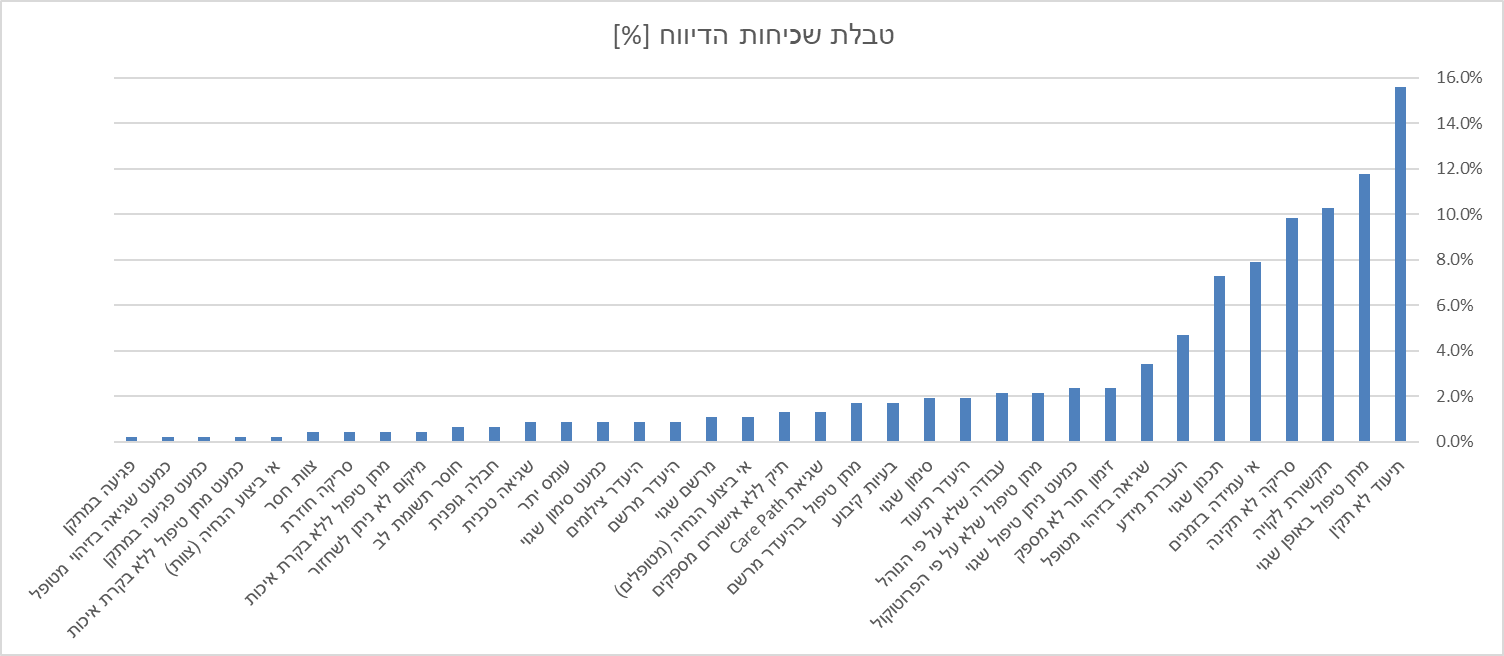 טבלת שכיחות הדיווח [%]
16.0%
14.0%
12.0%
10.0%
8.0%
6.0%
4.0%
2.0%
0.0%
תיעוד לא תקין
מתן טיפול באופן שגוי
תקשורת לקויה
סריקה לא תקינה
אי עמידה בזמנים
תכנון שגוי
העברת מידע
שגיאה בזיהוי מטופל
זימון תור לא מספק
כמעט ניתן טיפול שגוי
מתן טיפול שלא על פי הפרוטוקול
עבודה שלא על פי הנוהל
היעדר תיעוד
סימון שגוי
בעיות קיבוע
מתן טיפול בהיעדר מרשם
שגיאת Care Path
תיק ללא אישורים מספקים
אי ביצוע הנחיה (מטופלים)
מרשם שגוי
היעדר מרשם
היעדר צילומים
כמעט סימון שגוי
עומס יתר
שגיאה טכנית
חבלה גופנית
חוסר תשומת לב
מיקום לא ניתן לשחזור
מתן טיפול ללא בקרת איכות
סריקה חוזרת
צוות חסר
אי ביצוע הנחיה (צוות)
כמעט מתן טיפול ללא בקרת איכות
כמעט פגיעה במתקן
כמעט שגיאה בזיהוי מטופל
פגיעה במתקן